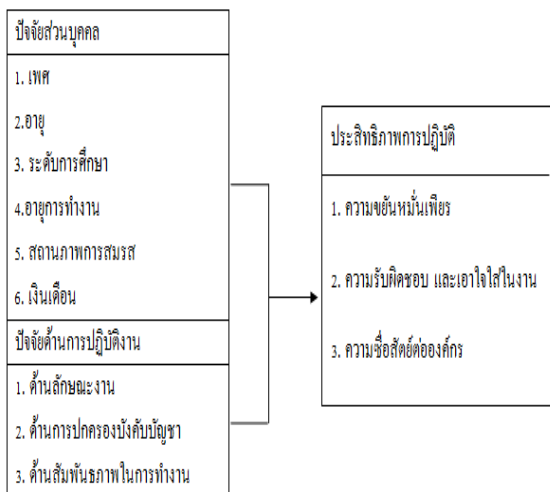 ปัจจัยส่วนบุคคล
1. เพศ
2.อายุ
3. ระดับการศึกษา
4.อายุการทำงาน
5. สถานภาพการสมรส
6. เงินเดือน
ปัจจัยด้านการปฏิบัติงาน
1. ด้านลักษณะงาน
2. ด้านการปกครองบังคับบัญชา
3. ด้านสัมพันธภาพในการทำงาน
ประสิทธิภาพการปฏิบัติ
1. ความขยันหมั่นเพียร
2. ความรับผิดชอบ และเอาใจใส่ในงาน
3. ความซื่อสัตย์ต่อองค์กร